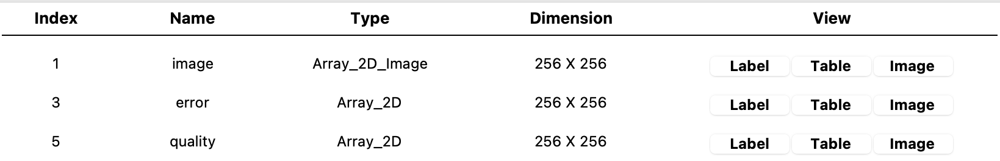 Index Name Type Dimension View
1 image Array_2D_Image 256 X 256 Label Table Image
3 error Array_2D 256 X 256 Label Table Image
5 quality Array_2D 256 X 256 Label Table Image